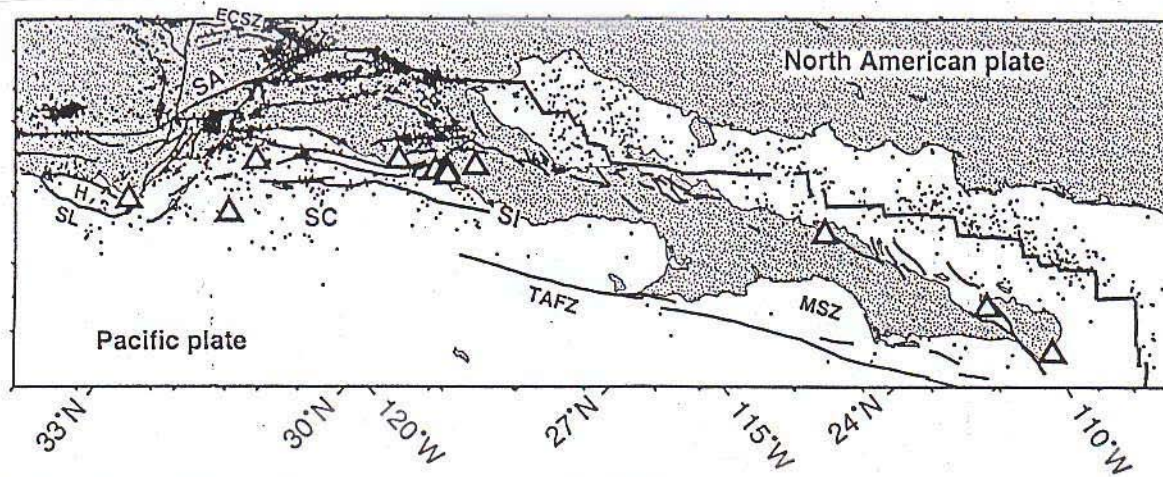 ECSZ
North American plate
SA
H
SL
SC
SI
TAFZ
MSZ
Pacific plate
33°N
30°N
120°W
27°N
115°W
24°N
110°W